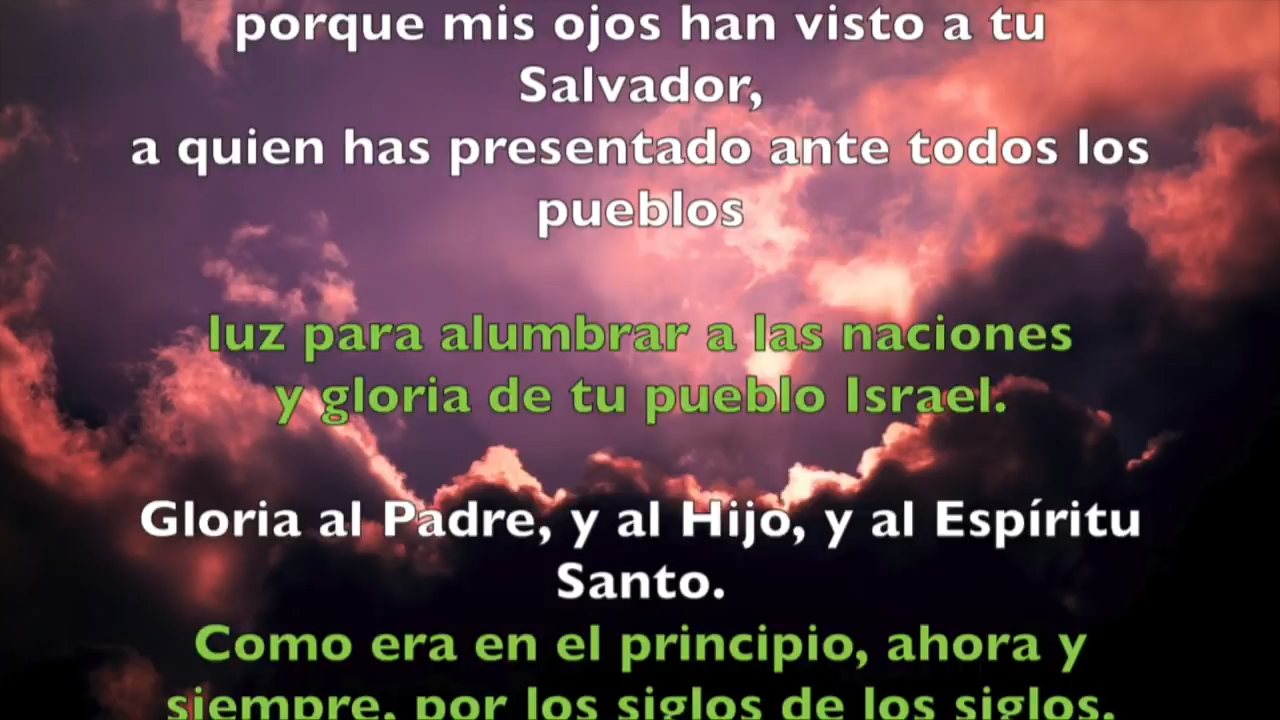 porque mis ojos han visto a tu
Salvador,
a quien has presentado ante todos los
pueblos
luz para alumbrar a las naciones
y gloria de tu pueblo Israel.
Gloria al Padre, y al Hijo, y al Espíritu
Santo.
Como era en el principio, ahora y
siempre, por los siglos de los siglos.